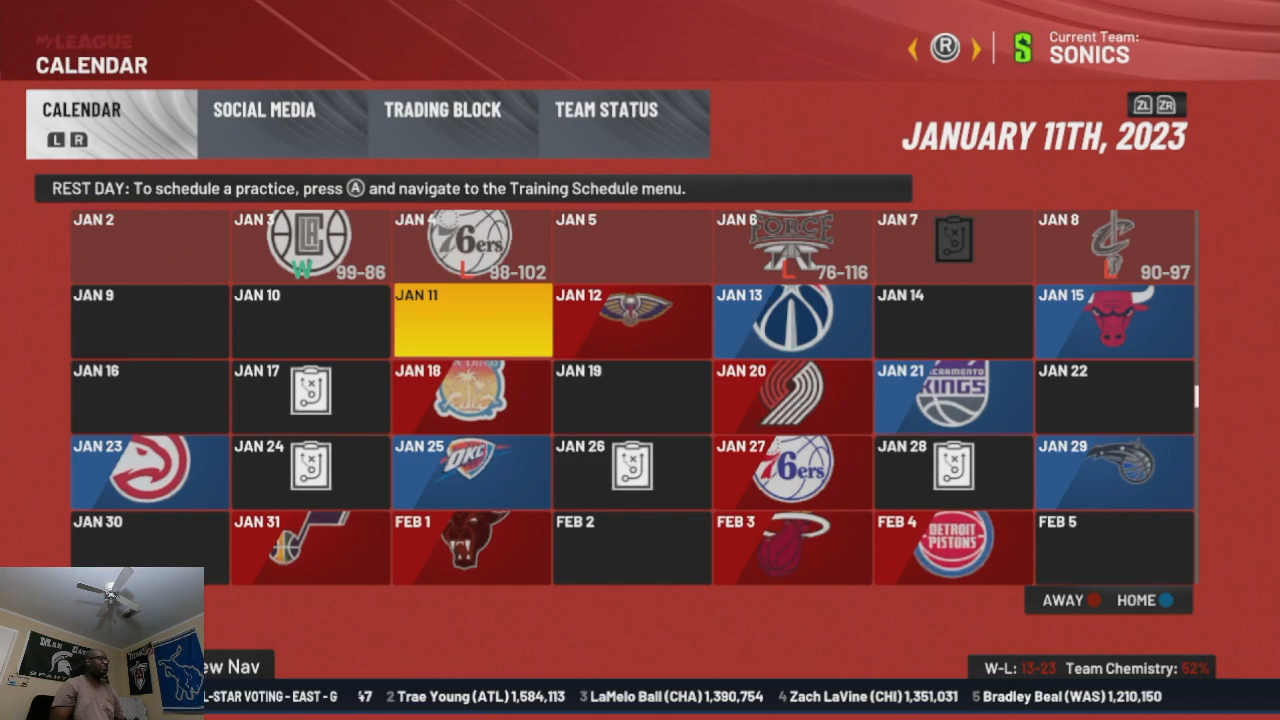 MyLEAGUE
CALENDAR
R
Current Team:
SONICS
CALENDAR
L R
SOCIAL MEDIA
TRADING BLOCK
TEAM STATUS
ZL ZR
JANUARY 11TH, 2023
REST DAY: To schedule a practice, press A and navigate to the Training Schedule menu.
JAN 2
JAN 3
LA
W 99-86
JAN 4
76ers
L 98-102
JAN 5
JAN 6
FORCE
L 76-116
JAN 7
JAN 8
C
L 90-97
JAN 9
JAN 10
JAN 11
JAN 12
JAN 13
JAN 14
JAN 15
JAN 16
JAN 17
JAN 18
JAN 19
JAN 20
JAN 21
KINGS
JAN 22
JAN 23
JAN 24
JAN 25
OKC
JAN 26
JAN 27
76ers
JAN 28
JAN 29
JAN 30
JAN 31
FEB 1
FEB 2
FEB 3
FEB 4
DETROIT
PISTONS
FEB 5
AWAY HOME
ew Nav
W-L: 13-23 Team Chemistry: 52%
L-STAR VOTING - EAST - G 47 2 Trae Young (ATL) 1,584,113 3 LaMelo Ball (CHA) 1,390,754 4 Zach LaVine (CHI) 1,351,031 5 Bradley Beal (WAS) 1,210,150